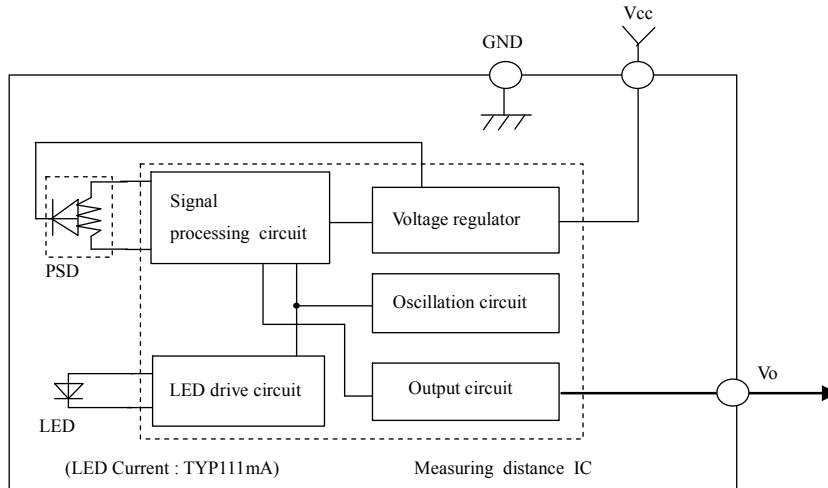 Vcc
GND
Signal
processing circuit
Voltage regulator
PSD
Oscillation circuit
LED drive circuit
Output circuit
Vo
LED
(LED Current : TYP111mA)
Measuring distance IC